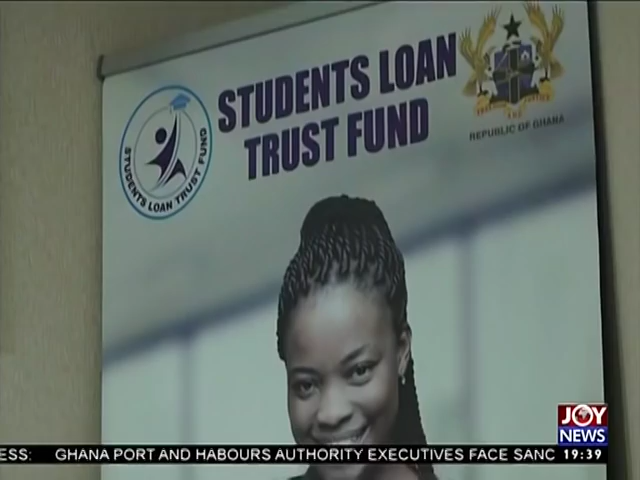 STUDENTS LOAN
TRUST FUND
STUDENTS LOAN TRUST FUND
REPUBLIC OF GHANA
JOY
NEWS
ESS: GHANA PORT AND HABOURS AUTHORITY EXECUTIVES FACE SANC 19:39